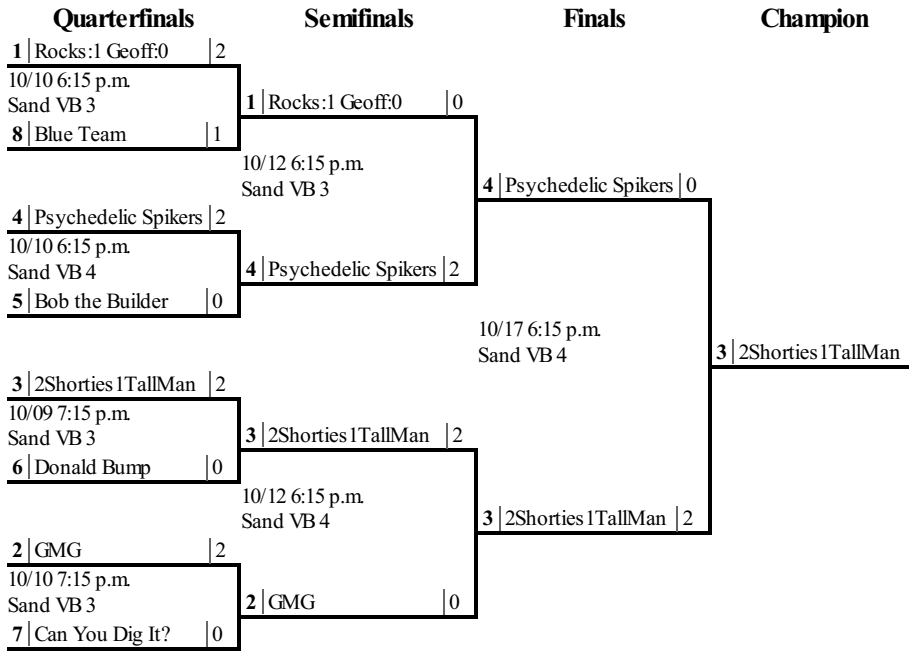 Quarterfinals Semifinals Finals Champion
1 Rocks:1 Geoff:0 2
10/10 6:15 p.m.
Sand VB 3
8 Blue Team 1
1 Rocks:1 Geoff:0 0
10/12 6:15 p.m.
Sand VB 3
4 Psychedelic Spikers 2
10/10 6:15 p.m.
Sand VB 4
5 Bob the Builder 0
4 Psychedelic Spikers 2
4 Psychedelic Spikers 0
10/17 6:15 p.m.
Sand VB 4
3 2Shorties1TallMan
3 2Shorties1TallMan 2
10/09 7:15 p.m.
Sand VB 3
6 Donald Bump 0
3 2Shorties1TallMan 2
10/12 6:15 p.m.
Sand VB 4
3 2Shorties1TallMan 2
2 GMG 2
10/10 7:15 p.m.
Sand VB 3
7 Can You Dig It? 0
2 GMG 0